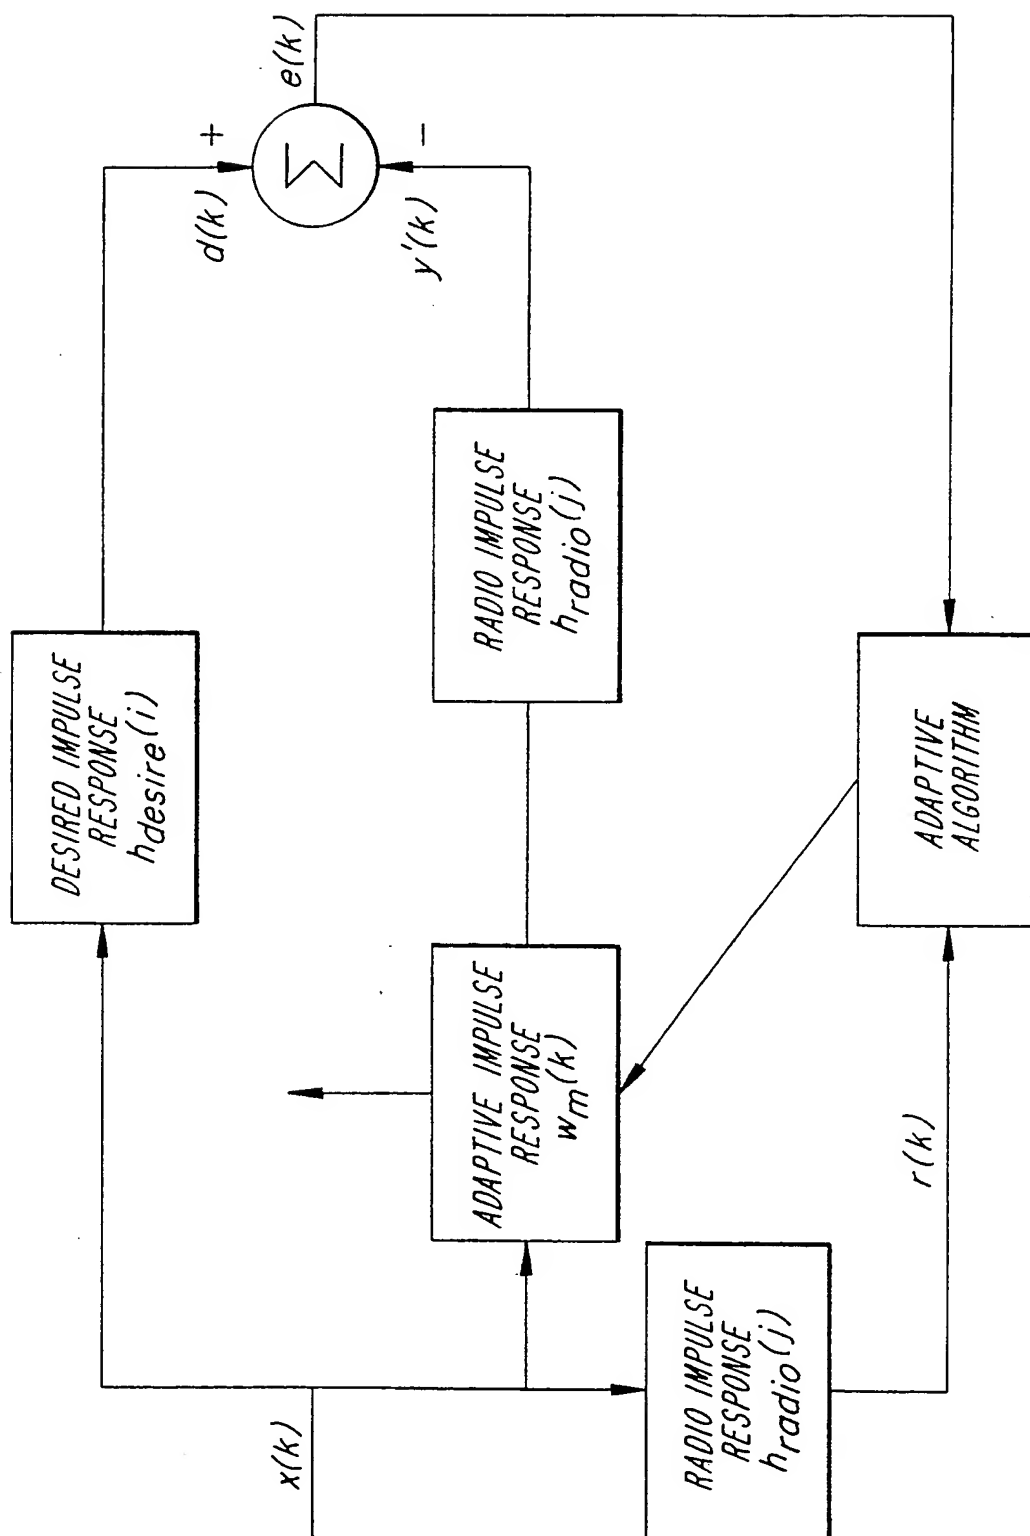 DESIRED IMPULSE
RESPONSE
hdesire(i)
d(k)
+
e(k)
x(k)
Σ
ADAPTIVE IMPULSE
RESPONSE
wm(k)
RADIO IMPULSE
RESPONSE
hradio(j)
y'(k)
-
RADIO IMPULSE
RESPONSE
hradio(j)
r(k)
ADAPTIVE
ALGORITHM